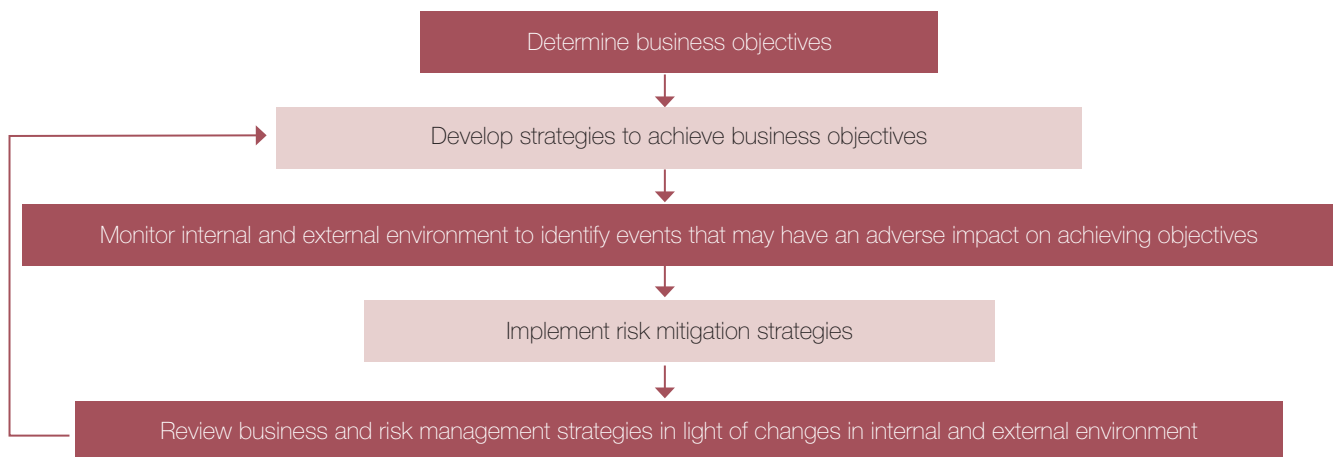 Determine business objectives
Develop strategies to achieve business objectives
Monitor internal and external environment to identify events that may have an adverse impact on achieving objectives
Implement risk mitigation strategies
Review business and risk management strategies in light of changes in internal and external environment